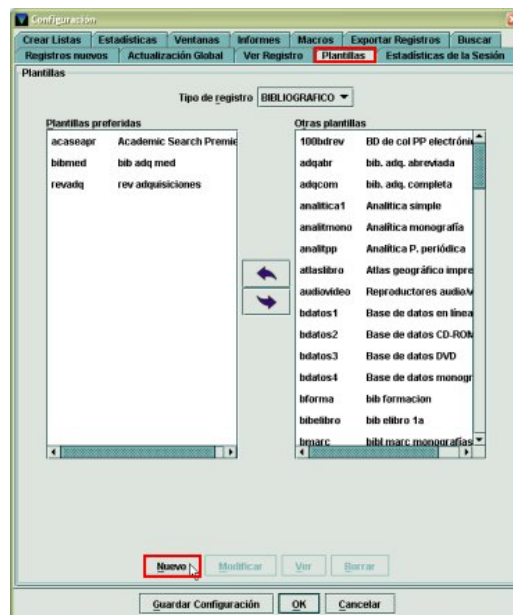 Configuración
Crear Listas Estadísticas Ventanas Informes Macros Exportar Registros Buscar
Registros nuevos Actualización Global Ver Registro Plantillas Estadísticas de la Sesión
Plantillas
Tipo de registro BIBLIOGRAFICO
Plantillas preferidas Otras plantillas
acaseapr Academic Search Premie 100bdrev BD de col PP electróni
bibmed bib adq med adqabr bib. adq. abreviada
revadq rev adquisiciones adqcom bib. adq. completa
analitica1 Analítica simple
analitmono Analítica monografía
analitpp Analítica P. periódica
atlaslibro Atlas geográfico impre
audiovideo Reproductores audio/v
bdatos1 Base de datos en línea
bdatos2 Base de datos CD-ROM
bdatos3 Base de datos DVD
bdatos4 Base de datos monogr
bforma bib formacion
bibelibro bib elibro 1a
bmarc bibl marc monografías
Nuevo Modificar Ver Borrar
Guardar Configuración OK Cancelar